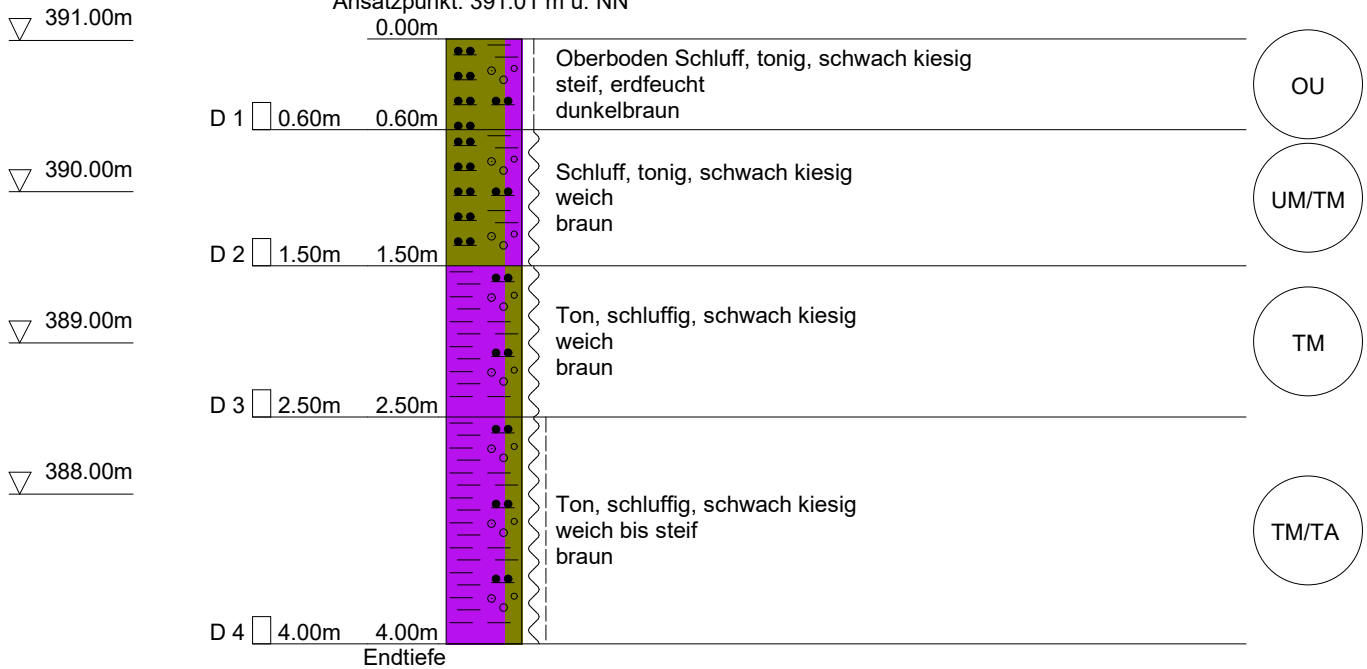 Ansatzpunkt: 391.01 m ü. NN
391.00m
0.00m
Oberboden Schluff, tonig, schwach kiesig
steif, erdfeucht
dunkelbraun
OU
D 1 0.60m 0.60m
390.00m
Schluff, tonig, schwach kiesig
weich
braun
UM/TM
D 2 1.50m 1.50m
389.00m
Ton, schluffig, schwach kiesig
weich
braun
TM
D 3 2.50m 2.50m
388.00m
Ton, schluffig, schwach kiesig
weich bis steif
braun
TM/TA
D 4 4.00m 4.00m
Endtiefe